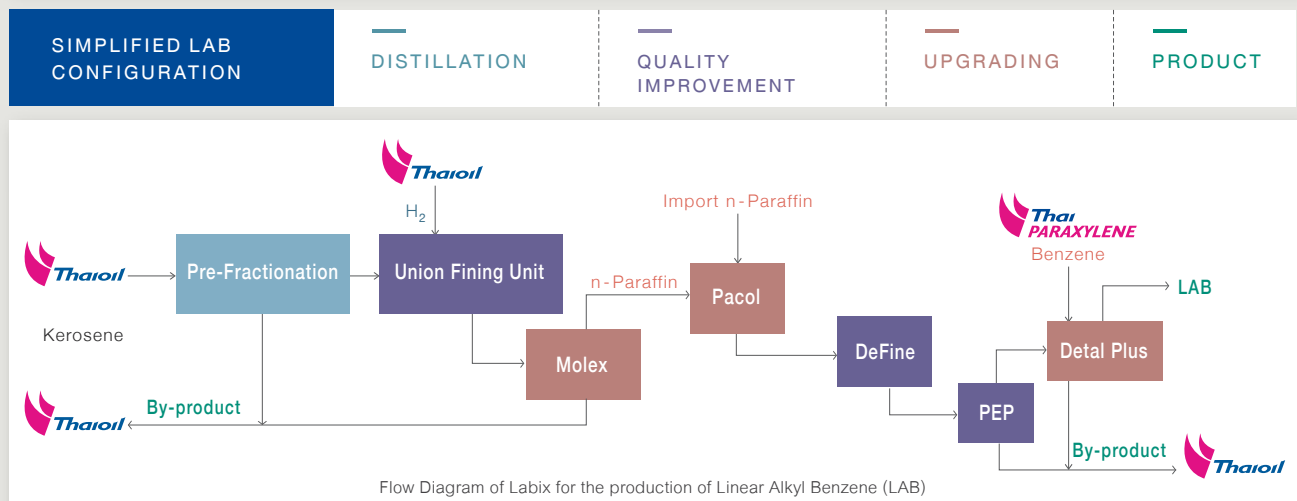 SIMPLIFIED LAB
CONFIGURATION
DISTILLATION
QUALITY
IMPROVEMENT
UPGRADING
PRODUCT
Thaioil
H2
Import n-Paraffin
Thai
PARAXYLENE
Benzene
Thaioil
Pre-Fractionation
Union Fining Unit
n-Paraffin
Pacol
LAB
Kerosene
Molex
DeFine
Detal Plus
By-product
Thaioil
PEP
By-product
Thaioil
Flow Diagram of Labix for the production of Linear Alkyl Benzene (LAB)